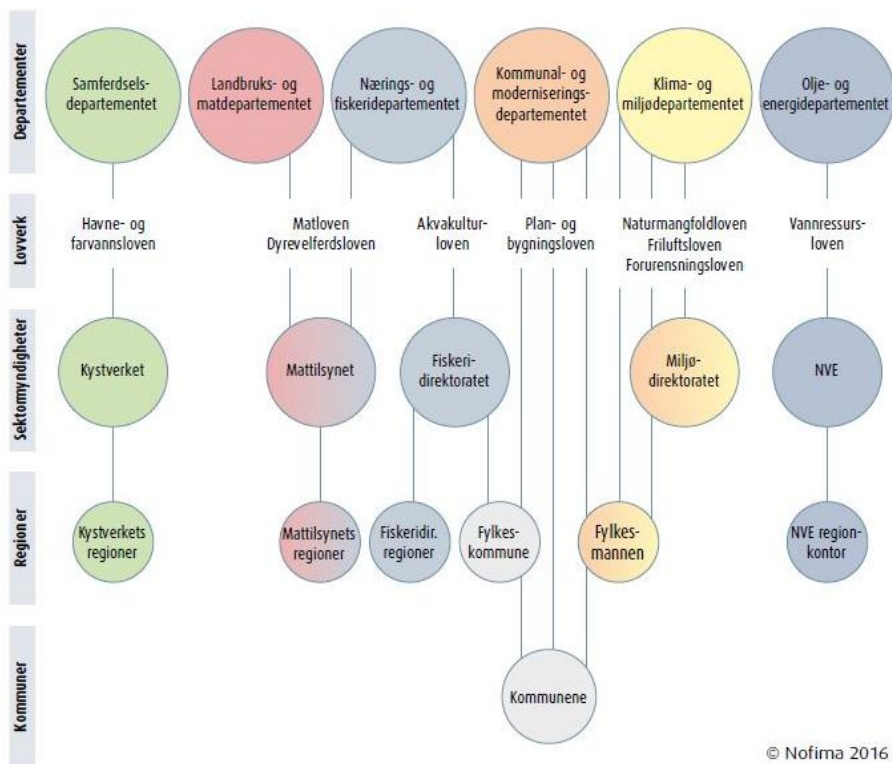 Departementer
Samferdsels-
departementet
Landbruks- og
matdepartementet
Nærings- og
fiskeridepartementet
Kommunal- og
moderniserings-
departementet
Klima- og
miljødepartementet
Olje- og
energidepartementet
Lovverk
Havne- og
farvannsloven
Matloven
Dyrevelferdsloven
Akvakultur-
loven
Plan- og
bygningsloven
Naturmangfoldloven
Friluftsloven
Forurensningsloven
Vannressurs-
loven
Sektomyndigheter
Kystverket
Mattilsynet
Fiskeri-
direktoratet
Miljø-
direktoratet
NVE
Regioner
Kystverkets
regioner
Mattilsynets
regioner
Fiskeridir.
regioner
Fylkes-
kommune
Fylkes-
mannen
NVE region-
kontor
Kommuner
Kommunene
© Nofima 2016